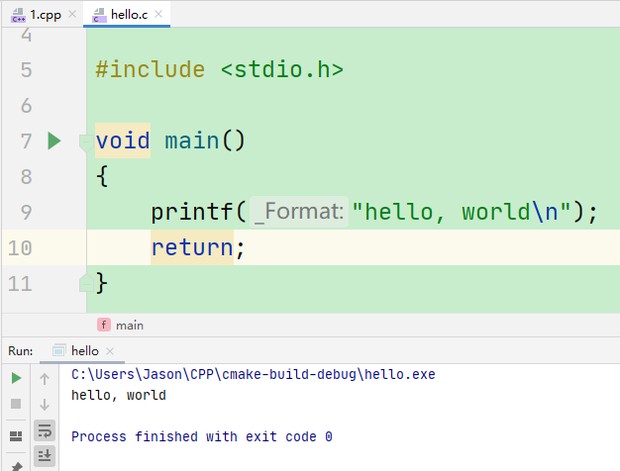 1.cpp hello.c
4
5 #include <stdio.h>
6
7 void main()
8 {
9 printf( _Format: "hello, world\n");
10 return;
11 }
f main
Run: hello
C:\Users\Jason\CPP\cmake-build-debug\hello.exe
hello, world
Process finished with exit code 0